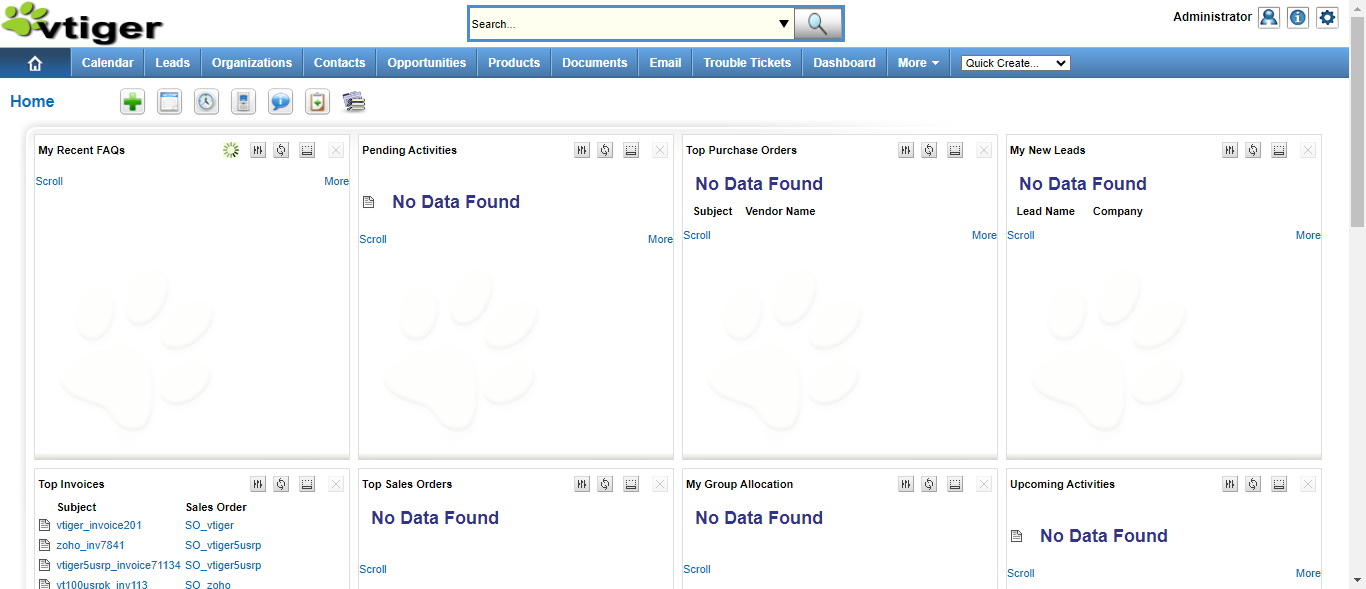 vtiger
Search...
Administrator
Calendar Leads Organizations Contacts Opportunities Products Documents Email Trouble Tickets Dashboard More Quick Create...
Home
My Recent FAQs
Scroll More
Pending Activities
No Data Found
Scroll More
Top Purchase Orders
No Data Found
Subject Vendor Name
Scroll More
My New Leads
No Data Found
Lead Name Company
Scroll More
Top Invoices
Subject Sales Order
vtiger_invoice201 SO_vtiger
zoho_inv7841 SO_vtiger5usrp
vtiger5usrp_invoice71134 SO_vtiger5usrp
vt100usrpk_inv113 SO_zoho
Top Sales Orders
No Data Found
Scroll
My Group Allocation
No Data Found
Scroll
Upcoming Activities
No Data Found
Scroll More